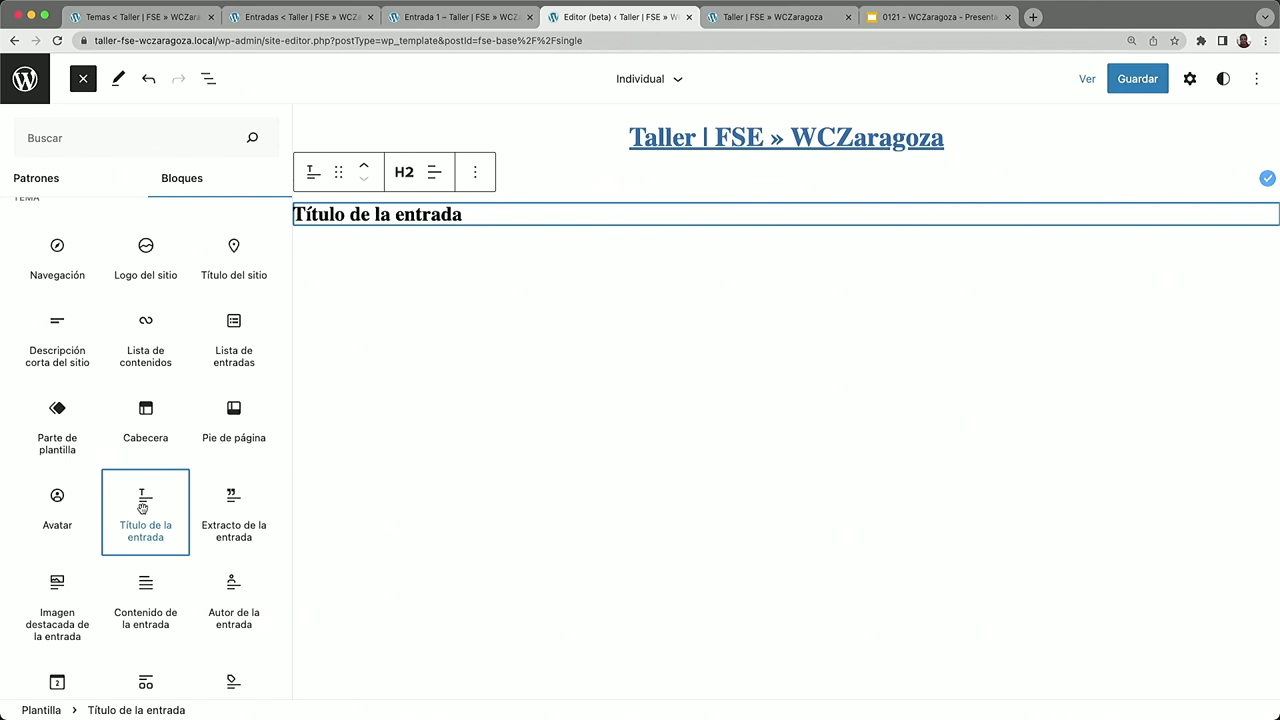 Temas < Taller | FSE » WCZara
Entradas < Taller | FSE » WCZ
Entrada 1 – Taller | FSE » WCZ
Editor (beta) ‹ Taller | FSE » W
Taller | FSE » WCZaragoza
0121 - WCZaragoza - Presenta
taller-fse-wczaragoza.local/wp-admin/site-editor.php?postType=wp_template&postId=fse-base%2F%2Fsingle
Individual
Ver
Guardar
Buscar
Patrones
Bloques
TEMA
Taller | FSE » WCZaragoza
H2
Título de la entrada
Navegación
Logo del sitio
Título del sitio
Descripción
corta del sitio
Lista de
contenidos
Lista de
entradas
Parte de
plantilla
Cabecera
Pie de página
Avatar
Título de la
entrada
Extracto de la
entrada
Imagen
destacada de
la entrada
Contenido de
la entrada
Autor de la
entrada
Plantilla
Título de la entrada